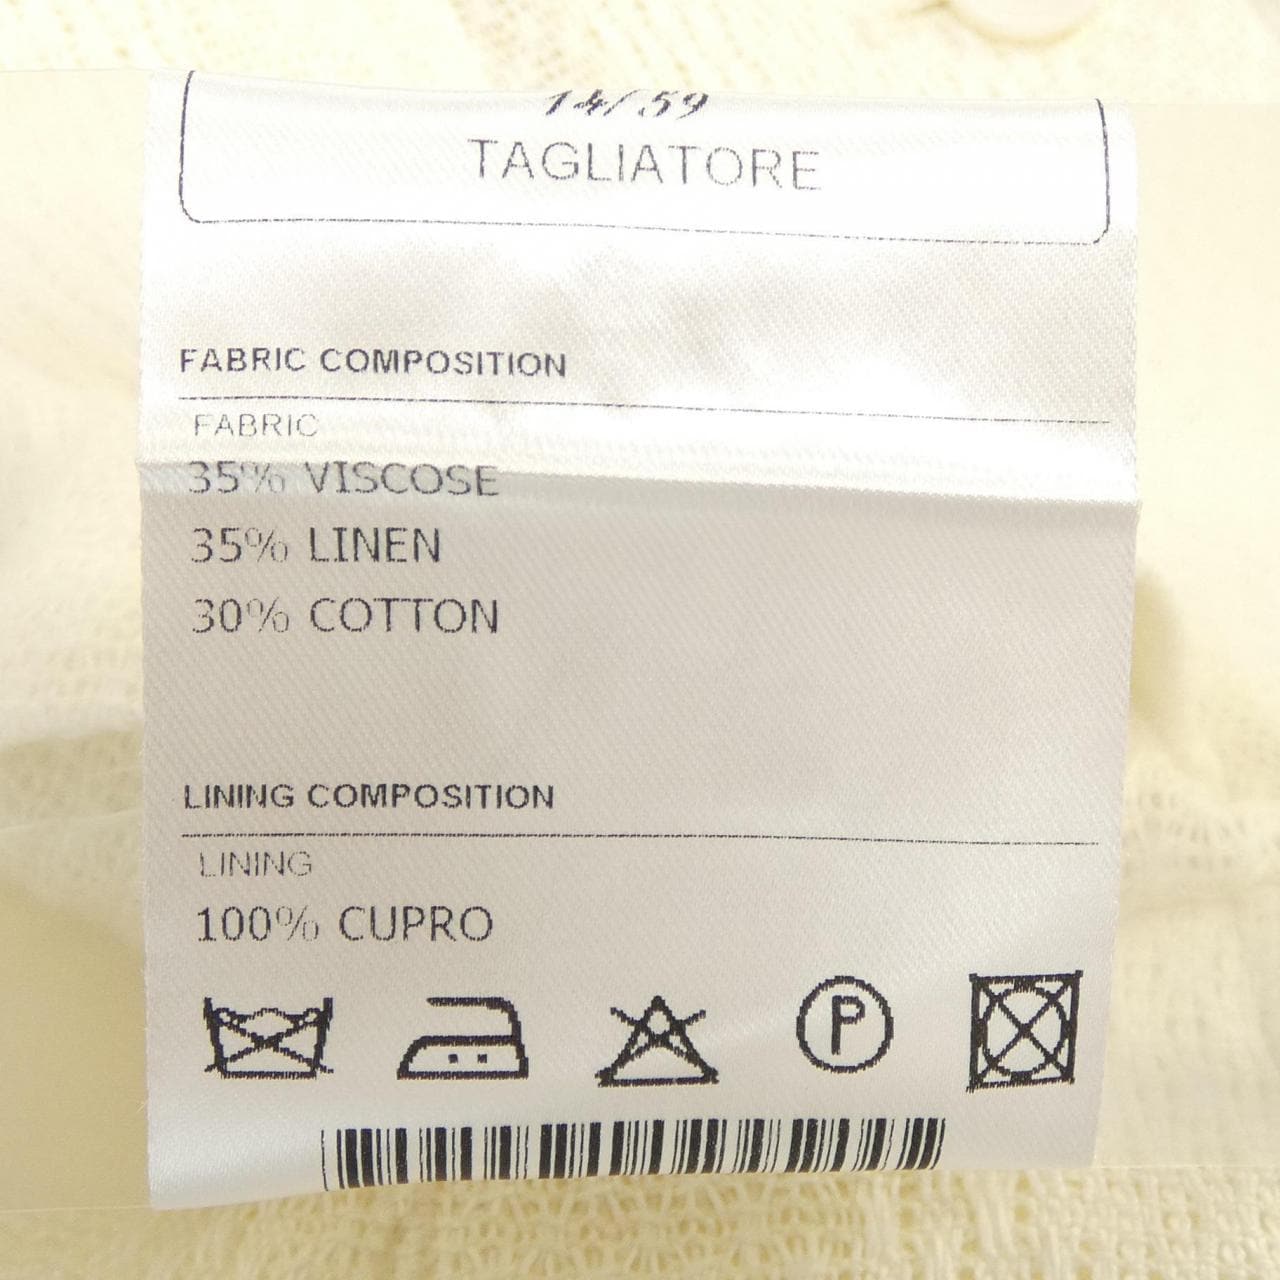 14/59
TAGLIATORE
FABRIC COMPOSITION
FABRIC
35% VISCOSE
35% LINEN
30% COTTON
LINING COMPOSITION
LINING
100% CUPRO
P